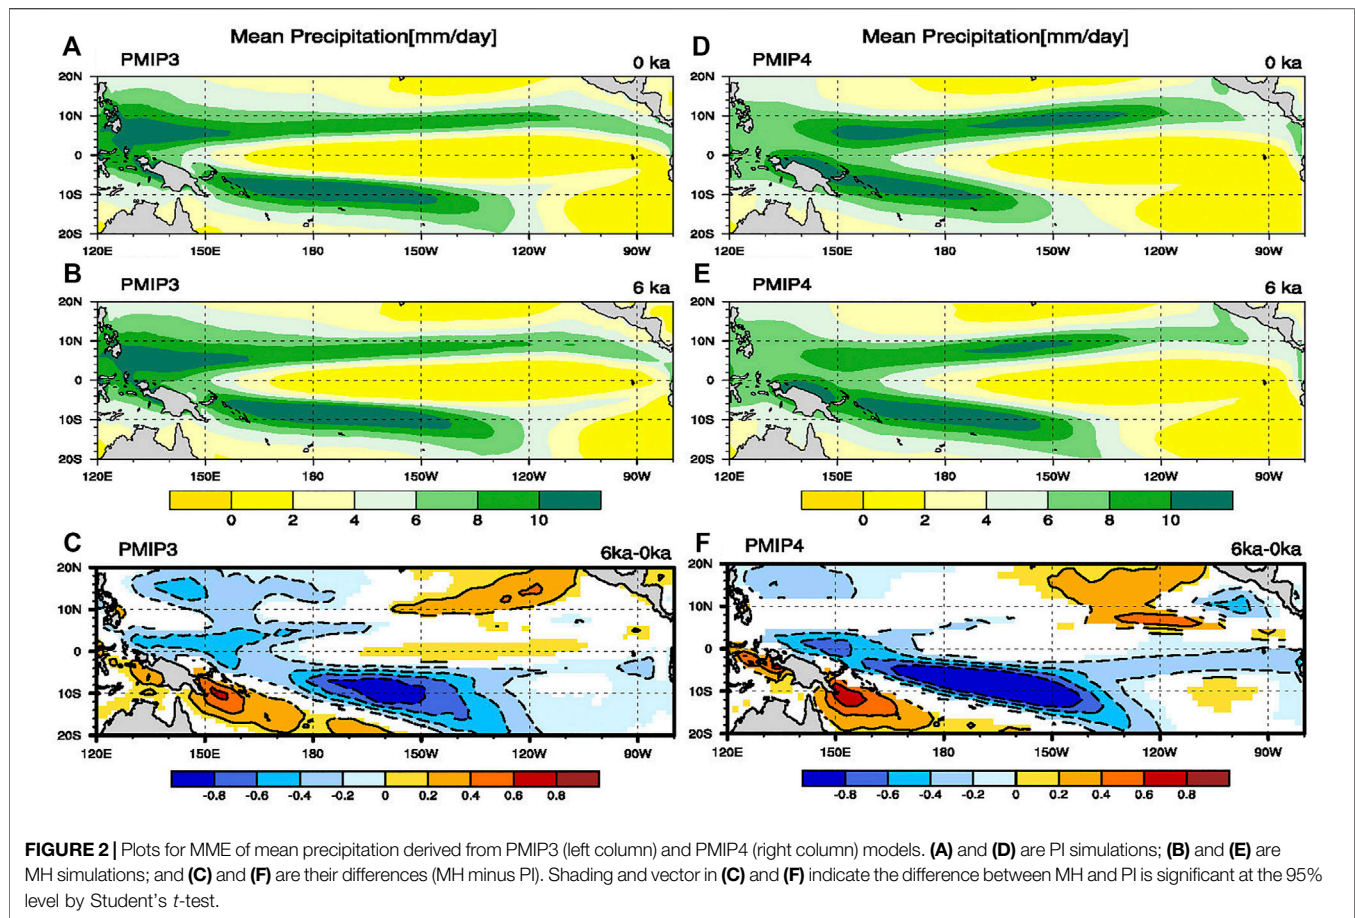 A
Mean Precipitation[mm/day]
PMIP3
0 ka
20N
10N
0
10S
20S
120E
150E
180
150W
120W
90W
D
Mean Precipitation[mm/day]
PMIP4
0 ka
20N
10N
0
10S
20S
120E
150E
180
150W
120W
90W
B
PMIP3
6 ka
20N
10N
0
10S
20S
120E
150E
180
150W
120W
90W
0
2
4
6
8
10
E
PMIP4
6 ka
20N
10N
0
10S
20S
120E
150E
180
150W
120W
90W
0
2
4
6
8
10
C
PMIP3
6ka-0ka
20N
10N
0
10S
20S
120E
150E
180
150W
120W
90W
-0.8
-0.6
-0.4
-0.2
0
0.2
0.4
0.6
0.8
F
PMIP4
6ka-0ka
20N
10N
0
10S
20S
120E
150E
180
150W
120W
90W
-0.8
-0.6
-0.4
-0.2
0
0.2
0.4
0.6
0.8
FIGURE 2 | Plots for MME of mean precipitation derived from PMIP3 (left column) and PMIP4 (right column) models. (A) and (D) are PI simulations; (B) and (E) are
MH simulations; and (C) and (F) are their differences (MH minus PI). Shading and vector in (C) and (F) indicate the difference between MH and PI is significant at the 95%
level by Student's t-test.